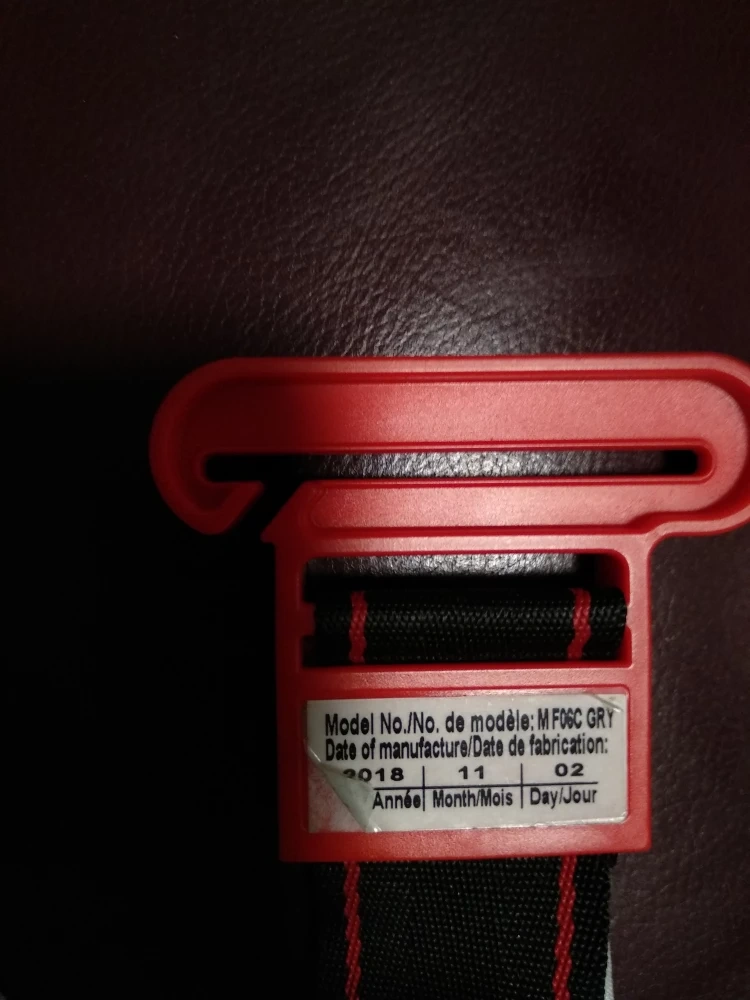 Model No./No. de modèle: MF06C GRY
Date of manufacture/Date de fabrication:
2018 11 02
Année Month/Mois Day/Jour